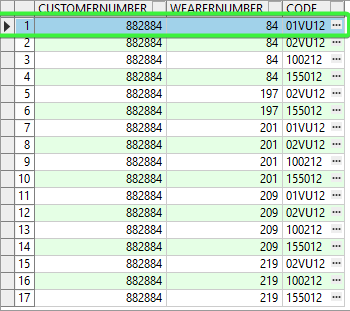 CUSTOMERNUMBER WEARERNUMBER CODE
1 882884 84 01VU12 ...
2 882884 84 02VU12 ...
3 882884 84 100212 ...
4 882884 84 155012 ...
5 882884 197 02VU12 ...
6 882884 197 155012 ...
7 882884 201 01VU12 ...
8 882884 201 02VU12 ...
9 882884 201 100212 ...
10 882884 201 155012 ...
11 882884 209 01VU12 ...
12 882884 209 02VU12 ...
13 882884 209 100212 ...
14 882884 209 155012 ...
15 882884 219 02VU12 ...
16 882884 219 100212 ...
17 882884 219 155012 ...